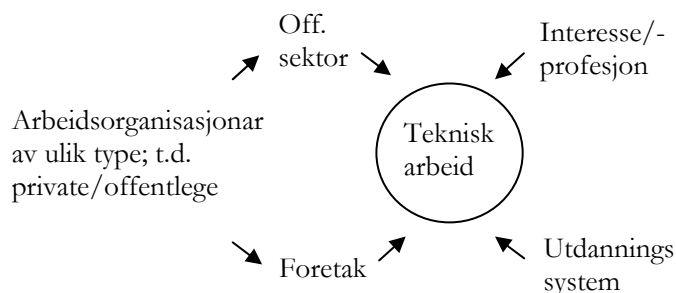 Off.
sektor
Interesse/-
profesjon
Arbeidsorganisasjonar
av ulik type; t.d.
private/offentlege
Teknisk
arbeid
Foretak
Utdannings
system